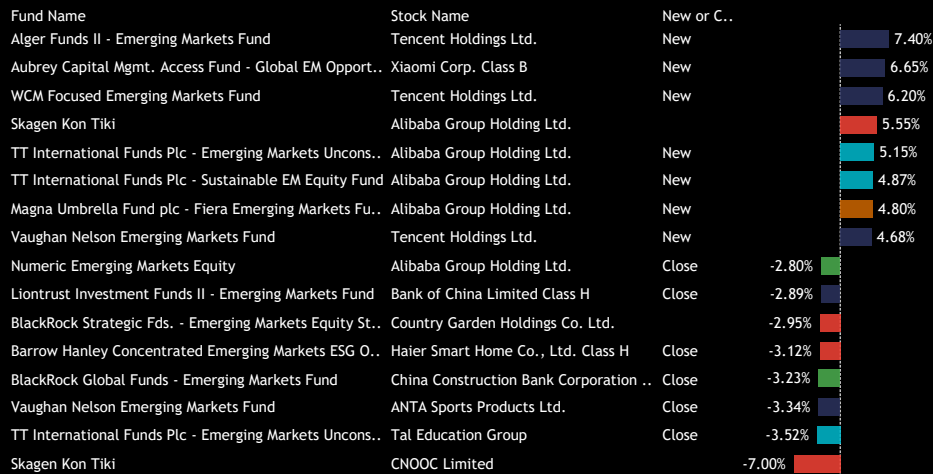 Fund Name Stock Name New or C..
Alger Funds II - Emerging Markets Fund Tencent Holdings Ltd. New 7.40%
Aubrey Capital Mgmt. Access Fund - Global EM Opport.. Xiaomi Corp. Class B New 6.65%
WCM Focused Emerging Markets Fund Tencent Holdings Ltd. New 6.20%
Skagen Kon Tiki Alibaba Group Holding Ltd. 5.55%
TT International Funds Plc - Emerging Markets Uncons.. Alibaba Group Holding Ltd. New 5.15%
TT International Funds Plc - Sustainable EM Equity Fund Alibaba Group Holding Ltd. New 4.87%
Magna Umbrella Fund plc - Fiera Emerging Markets Fu.. Alibaba Group Holding Ltd. New 4.80%
Vaughan Nelson Emerging Markets Fund Tencent Holdings Ltd. New 4.68%
Numeric Emerging Markets Equity Alibaba Group Holding Ltd. Close -2.80%
Liontrust Investment Funds II - Emerging Markets Fund Bank of China Limited Class H Close -2.89%
BlackRock Strategic Fds. - Emerging Markets Equity St.. Country Garden Holdings Co. Ltd. -2.95%
Barrow Hanley Concentrated Emerging Markets ESG O.. Haier Smart Home Co., Ltd. Class H Close -3.12%
BlackRock Global Funds - Emerging Markets Fund China Construction Bank Corporation .. Close -3.23%
Vaughan Nelson Emerging Markets Fund ANTA Sports Products Ltd. Close -3.34%
TT International Funds Plc - Emerging Markets Uncons.. Tal Education Group Close -3.52%
Skagen Kon Tiki CNOOC Limited -7.00%